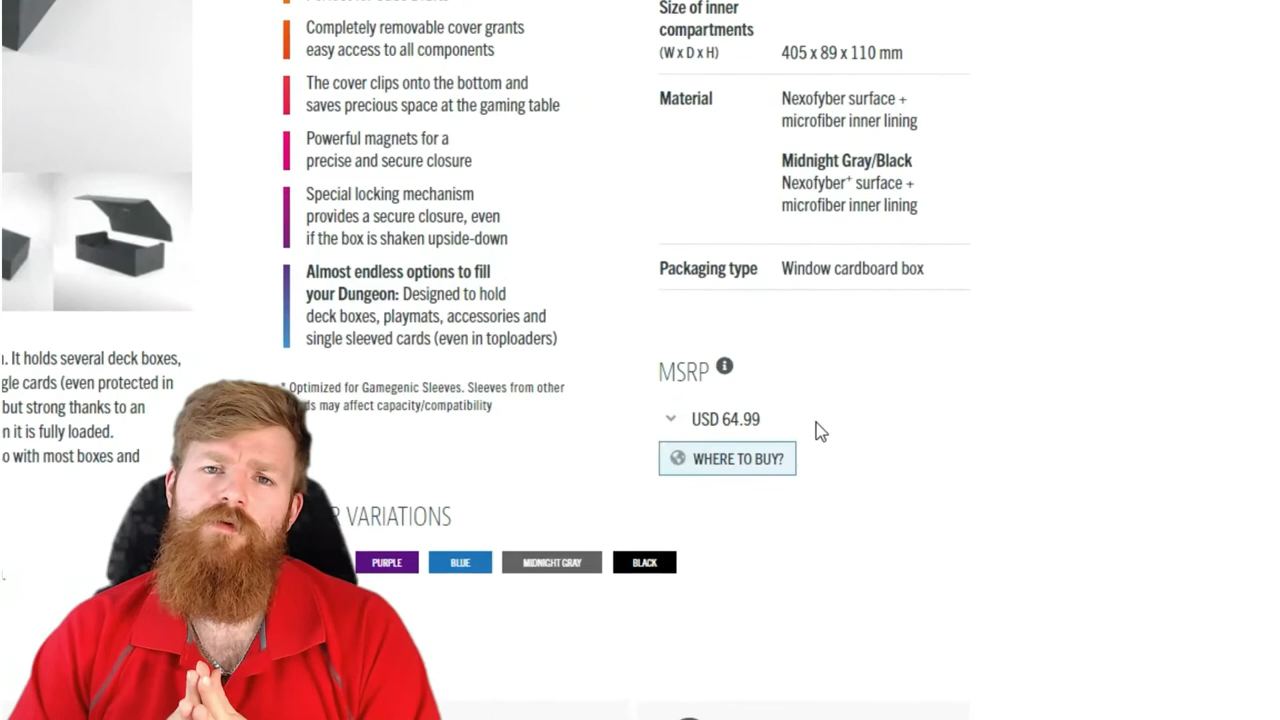 Completely removable cover grants
easy access to all components
The cover clips onto the bottom and
saves precious space at the gaming table
Powerful magnets for a
precise and secure closure
Special locking mechanism
provides a secure closure, even
if the box is shaken upside-down
Almost endless options to fill
your Dungeon: Designed to hold
deck boxes, playmats, accessories and
single sleeved cards (even in toploaders)
* Optimized for Gamegenic Sleeves. Sleeves from other
may affect capacity/compatibility
Size of inner
compartments
(W x D x H) 405 x 89 x 110 mm
Material Nexofyber surface +
microfiber inner lining
Midnight Gray/Black
Nexofyber⁺ surface +
microfiber inner lining
Packaging type Window cardboard box
MSRP
USD 64.99
WHERE TO BUY?
. It holds several deck boxes,
gle cards (even protected in
but strong thanks to an
n it is fully loaded.
o with most boxes and
VARIATIONS
PURPLE BLUE MIDNIGHT GRAY BLACK